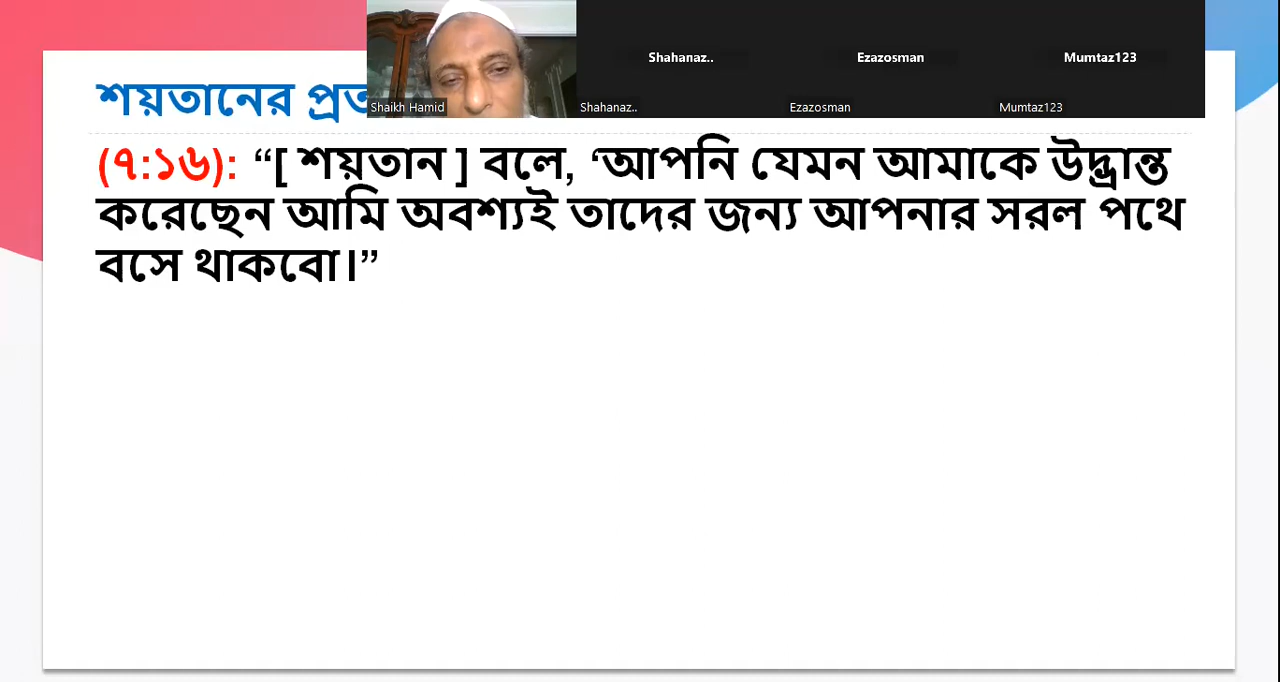 Shahanaz..
Ezazosman
Mumtaz123
শয়তানের
Shaikh Hamid
Shahanaz..
Ezazosman
Mumtaz123
(৭:১৬): “[ শয়তান ] বলে, ‘আপনি যেমন আমাকে উদ্ভ্রান্ত
করেছেন আমি অবশ্যই তাদের জন্য আপনার সরল পথে
বসে থাকবো।”